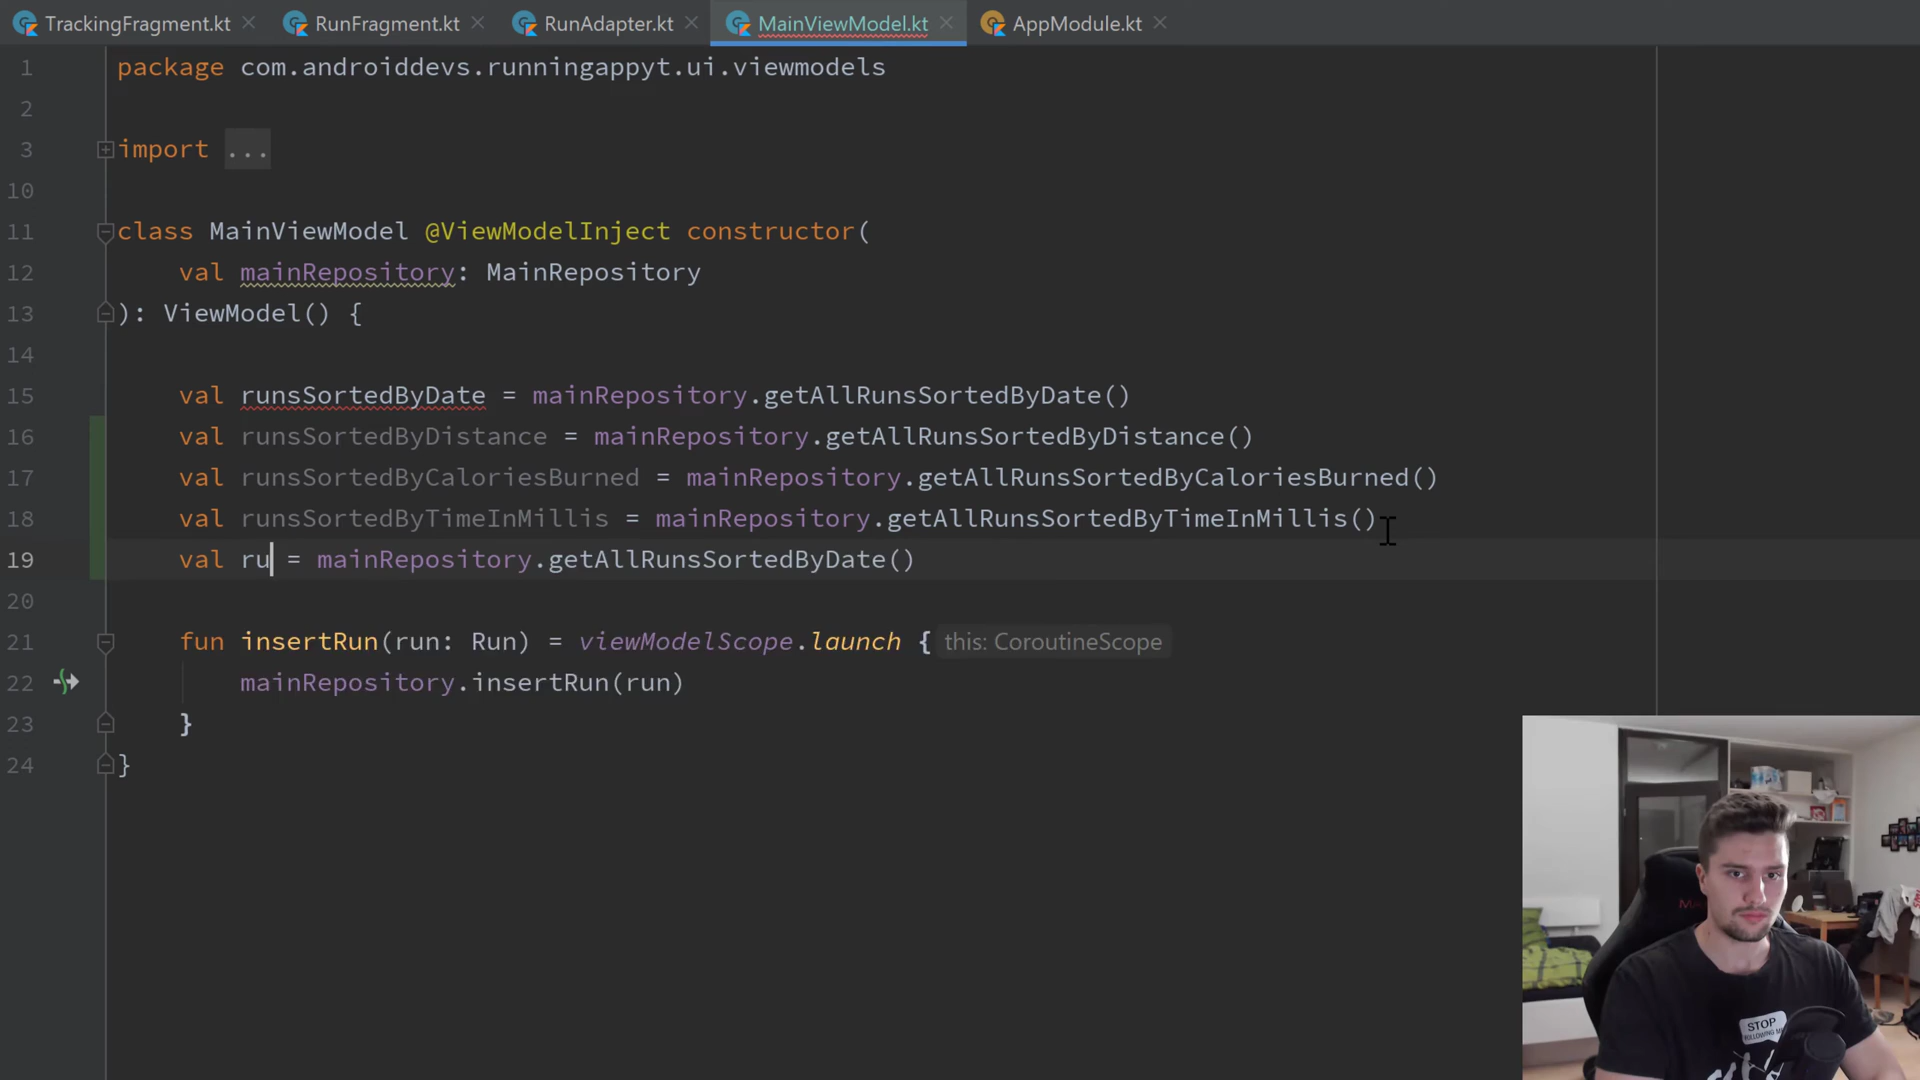 TrackingFragment.kt RunFragment.kt RunAdapter.kt MainViewModel.kt AppModule.kt
1 package com.androiddevs.runningappyt.ui.viewmodels
2
3 import ...
10
11 class MainViewModel @ViewModelInject constructor(
12 val mainRepository: MainRepository
13 ): ViewModel() {
14
15 val runsSortedByDate = mainRepository.getAllRunsSortedByDate()
16 val runsSortedByDistance = mainRepository.getAllRunsSortedByDistance()
17 val runsSortedByCaloriesBurned = mainRepository.getAllRunsSortedByCaloriesBurned()
18 val runsSortedByTimeInMillis = mainRepository.getAllRunsSortedByTimeInMillis()
19 val ru = mainRepository.getAllRunsSortedByDate()
20
21 fun insertRun(run: Run) = viewModelScope.launch { this: CoroutineScope
22 mainRepository.insertRun(run)
23 }
24 }
STOP
FOLLOWING ME